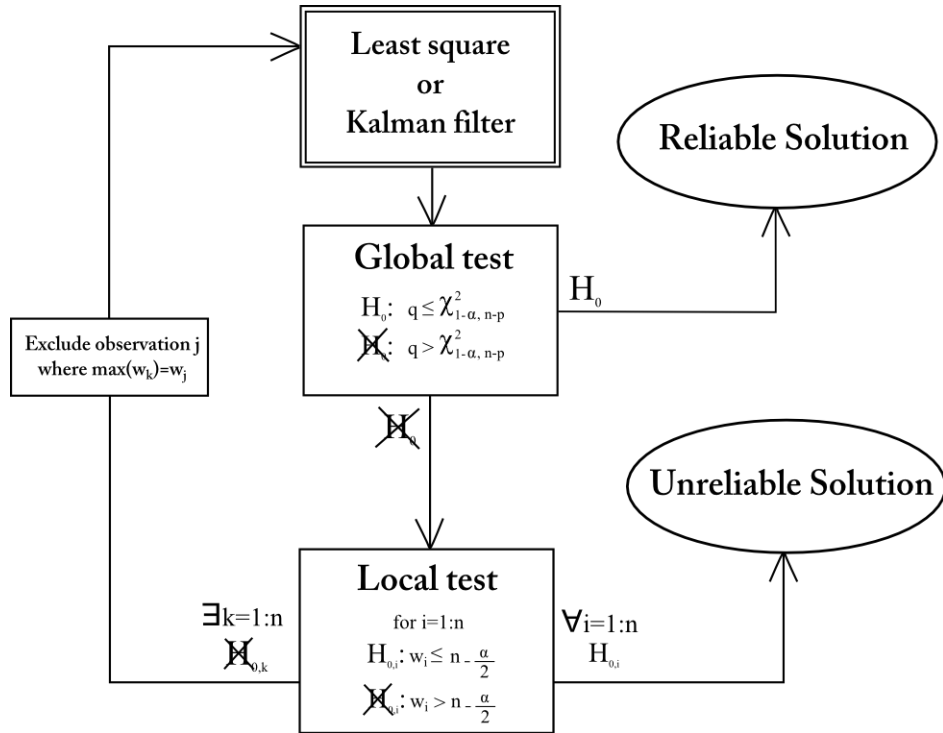 Least square
or
Kalman filter
Reliable Solution
Global test
H₀: q ≤ χ²₁₋α, n-p
H₀: q > χ²₁₋α, n-p
H₀
Exclude observation j
where max(wₖ)=wⱼ
H₀
Unreliable Solution
Local test
for i=1:n
H₀,ᵢ: wᵢ ≤ n - α/2
H₀,ᵢ: wᵢ > n - α/2
∃k=1:n
H₀,ₖ
∀i=1:n
H₀,ᵢ